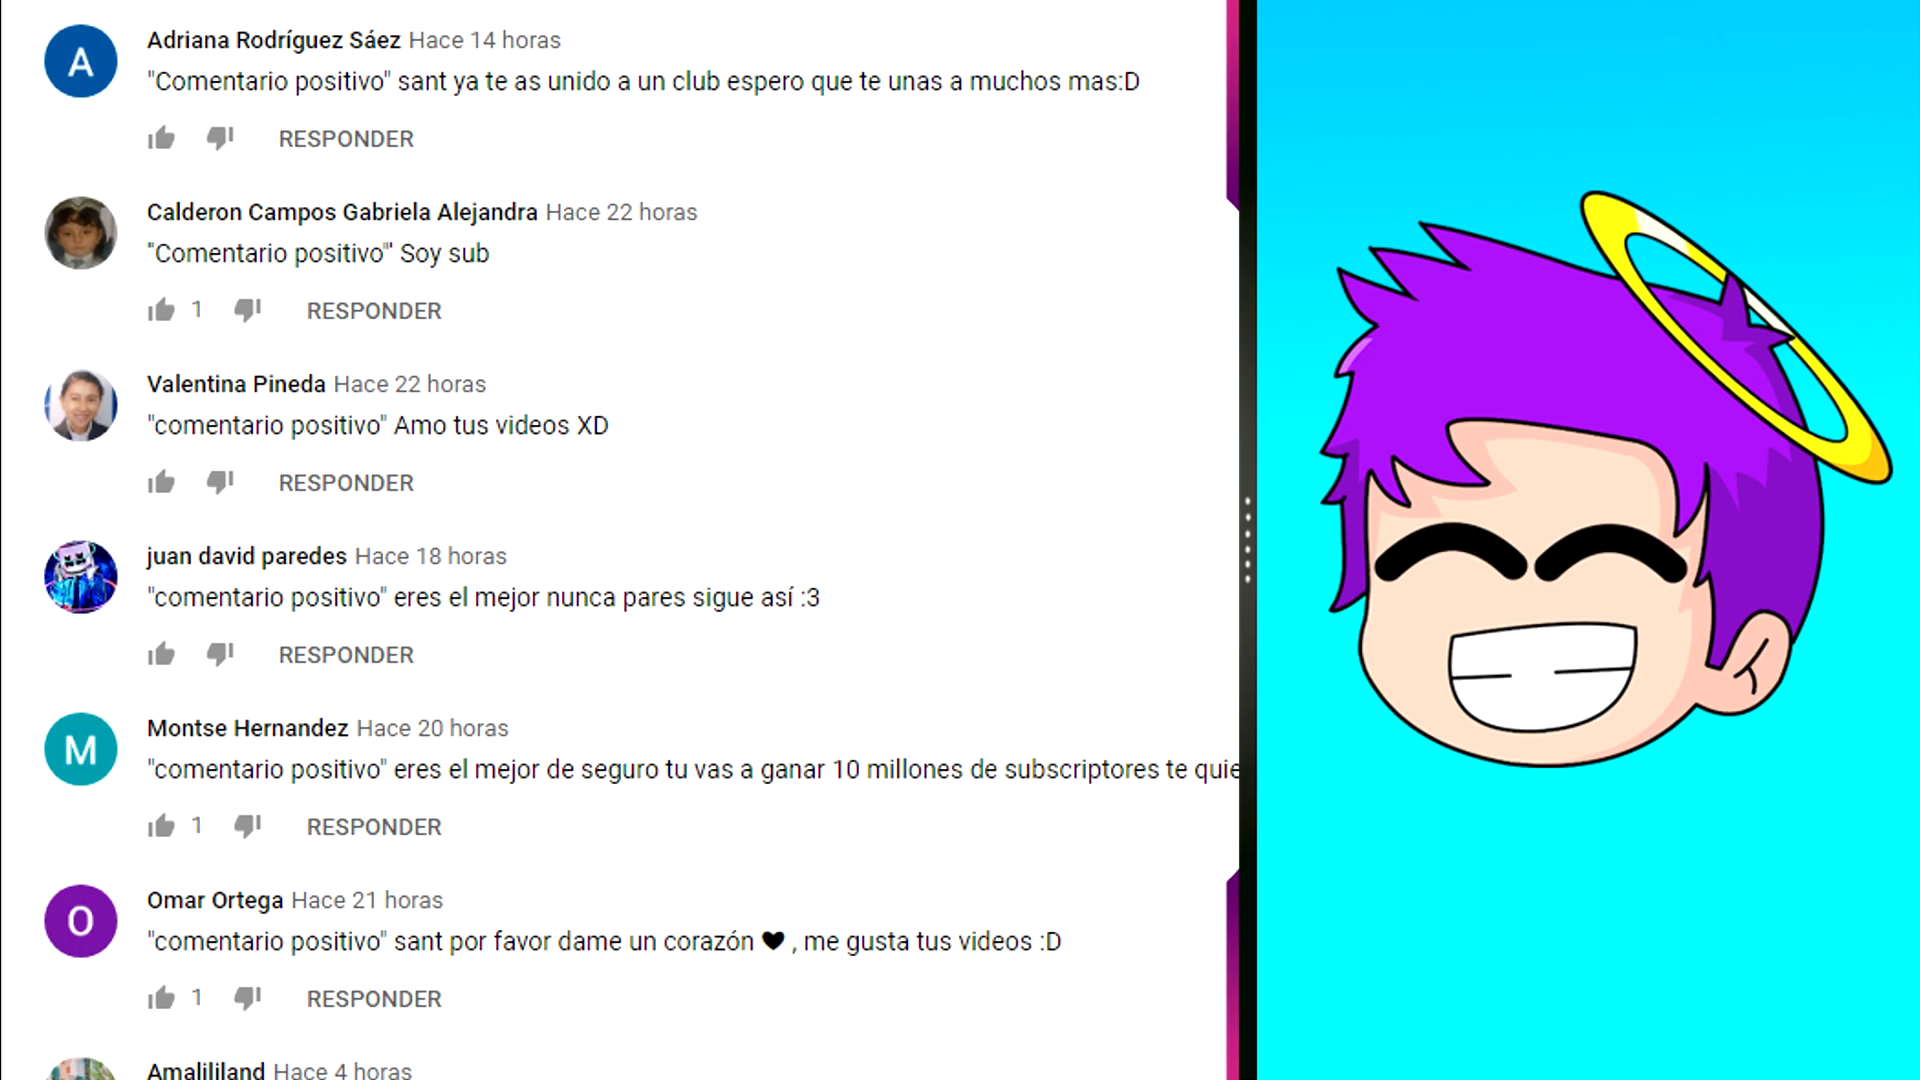 A
Adriana Rodríguez Sáez Hace 14 horas
"Comentario positivo" sant ya te as unido a un club espero que te unas a muchos mas:D
RESPONDER
Calderon Campos Gabriela Alejandra Hace 22 horas
"Comentario positivo"' Soy sub
1 RESPONDER
Valentina Pineda Hace 22 horas
"comentario positivo" Amo tus videos XD
RESPONDER
juan david paredes Hace 18 horas
"comentario positivo" eres el mejor nunca pares sigue así :3
RESPONDER
M
Montse Hernandez Hace 20 horas
"comentario positivo" eres el mejor de seguro tu vas a ganar 10 millones de subscriptores te quie
1 RESPONDER
O
Omar Ortega Hace 21 horas
"comentario positivo" sant por favor dame un corazón ♥ , me gusta tus videos :D
1 RESPONDER
Amalililand Hace 4 horas